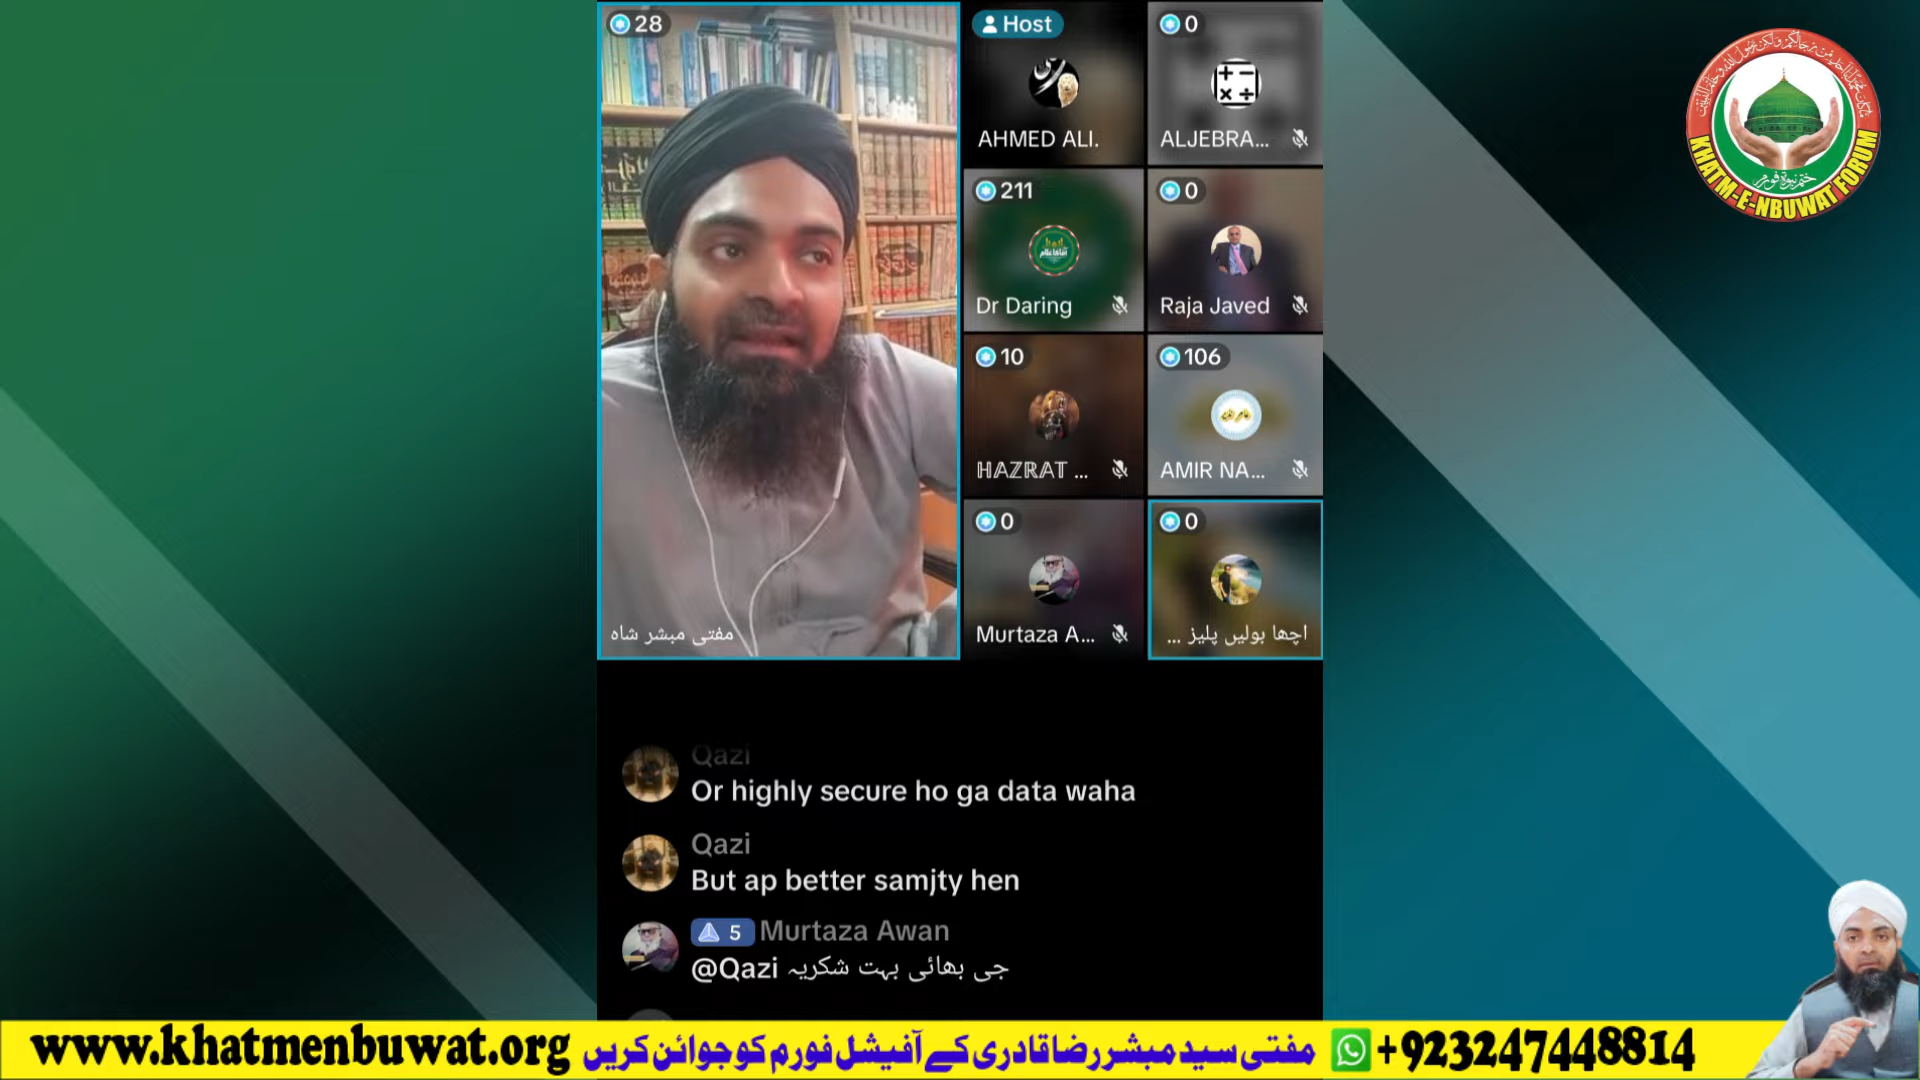 28
Host
AHMED ALI.
0
ALJEBRA...
211
Dr Daring
0
Raja Javed
10
ℍAZℝAT ...
106
AMIR NA...
0
Murtaza A...
0
اچھا بولیں پلیز ...
مفتی مبشر شاہ
Qazi
Or highly secure ho ga data waha
Qazi
But ap better samjty hen
5 Murtaza Awan
@Qazi جی بھائی بہت شکریہ
KHATM-E-NBUWAT FORUM
ختم نبوة فورم
www.khatmenbuwat.org
مفتی سید مبشر رضا قادری کے آفیشل فورم کو جوائن کریں
+923247448814